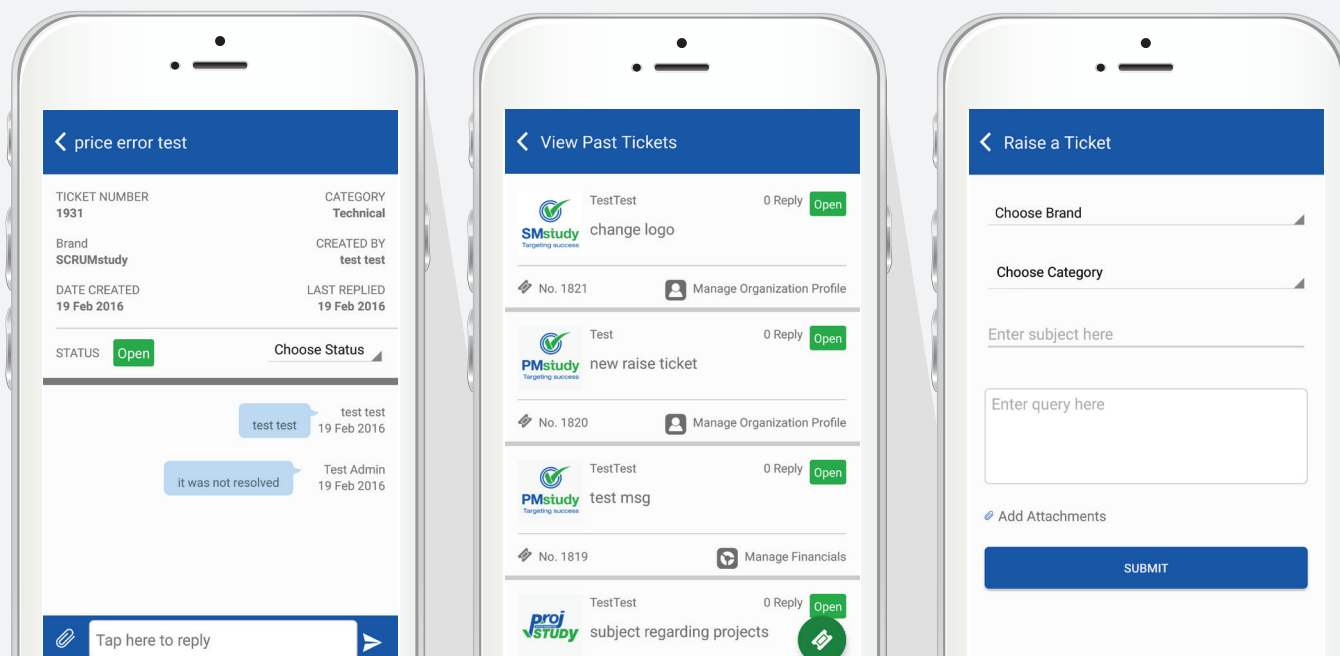 price error test
TICKET NUMBER
CATEGORY
1931
Technical
Brand
CREATED BY
SCRUMstudy
test test
DATE CREATED
LAST REPLIED
19 Feb 2016
19 Feb 2016
STATUS Open Choose Status
test test
test test
19 Feb 2016
Test Admin
it was not resolved
19 Feb 2016
Tap here to reply
View Past Tickets
TestTest 0 Reply Open
SMstudy
Targeting success
change logo
No. 1821 Manage Organization Profile
Test 0 Reply Open
PMstudy
Targeting success
new raise ticket
No. 1820 Manage Organization Profile
TestTest 0 Reply Open
PMstudy
Targeting success
test msg
No. 1819 Manage Financials
TestTest 0 Reply Open
proj
STUDY
subject regarding projects
Raise a Ticket
Choose Brand
Choose Category
Enter subject here
Enter query here
Add Attachments
SUBMIT